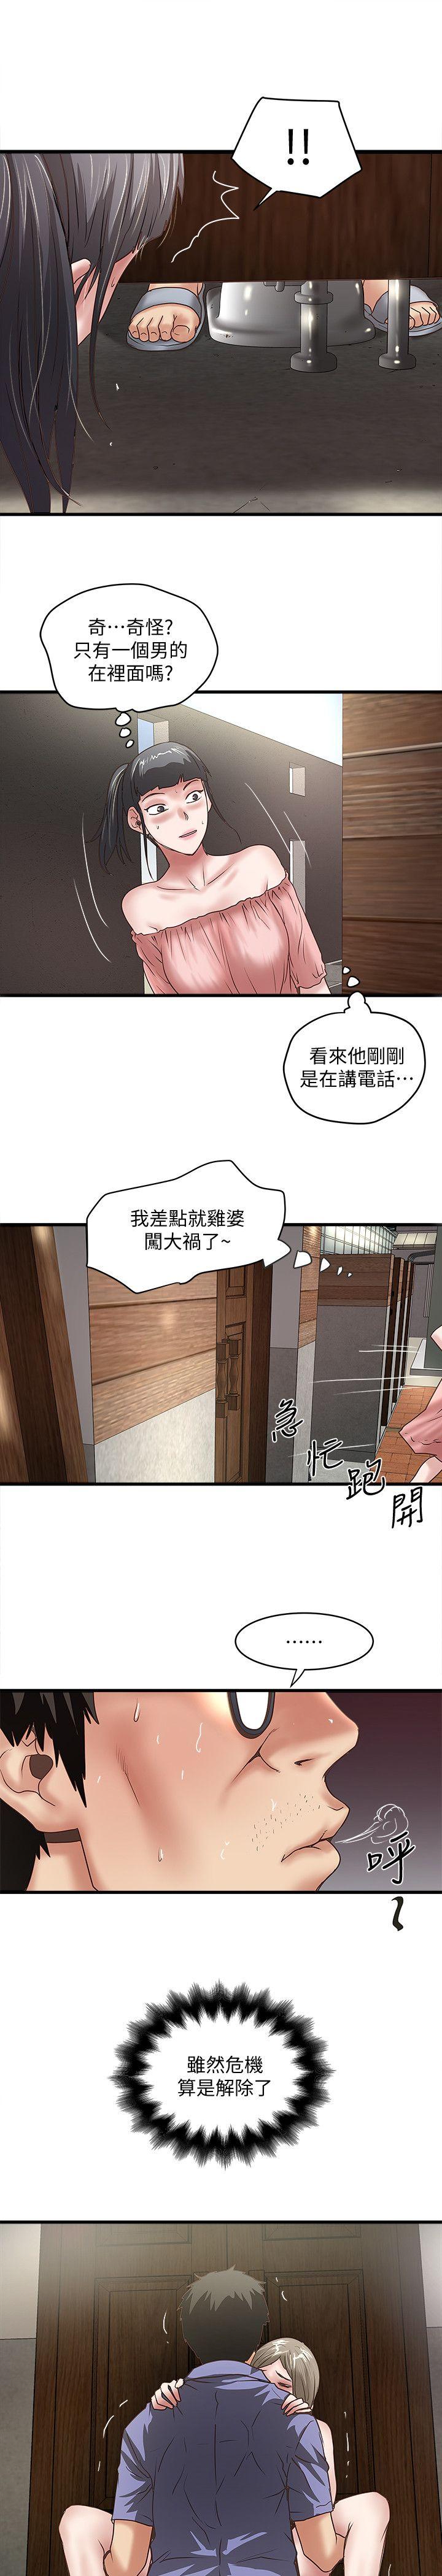 !!
奇⋯奇怪?
只有一個男的
在裡面嗎?
看來他剛剛
是在講電話⋯
我差點就雞婆
闖大禍了~
急忙跑開
⋯⋯
呼~
雖然危機
算是解除了